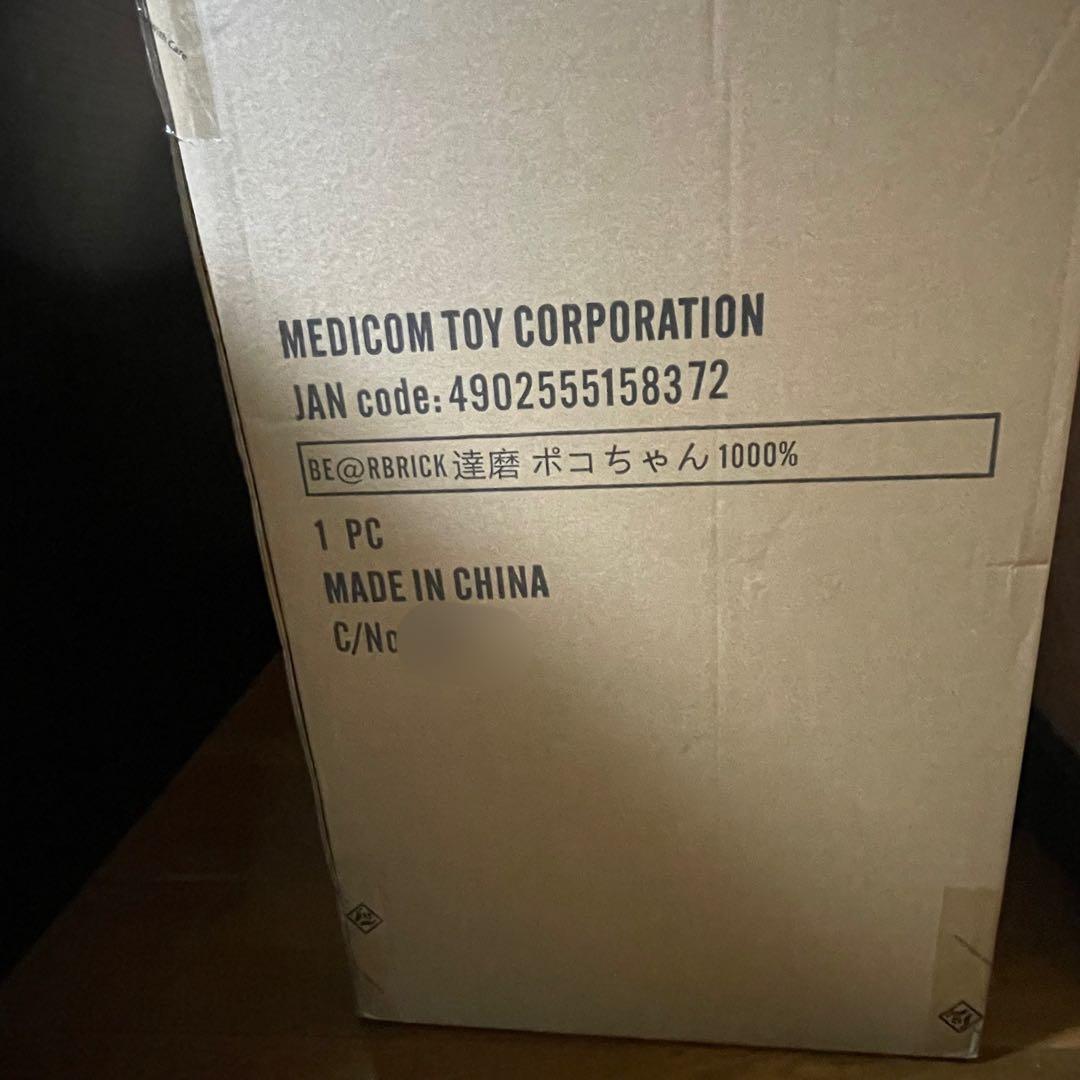 MEDICOM TOY CORPORATION
JAN code: 4902555158372
BE@RBRICK 達磨 ポコちゃん 1000%
1 PC
MADE IN CHINA
C/No